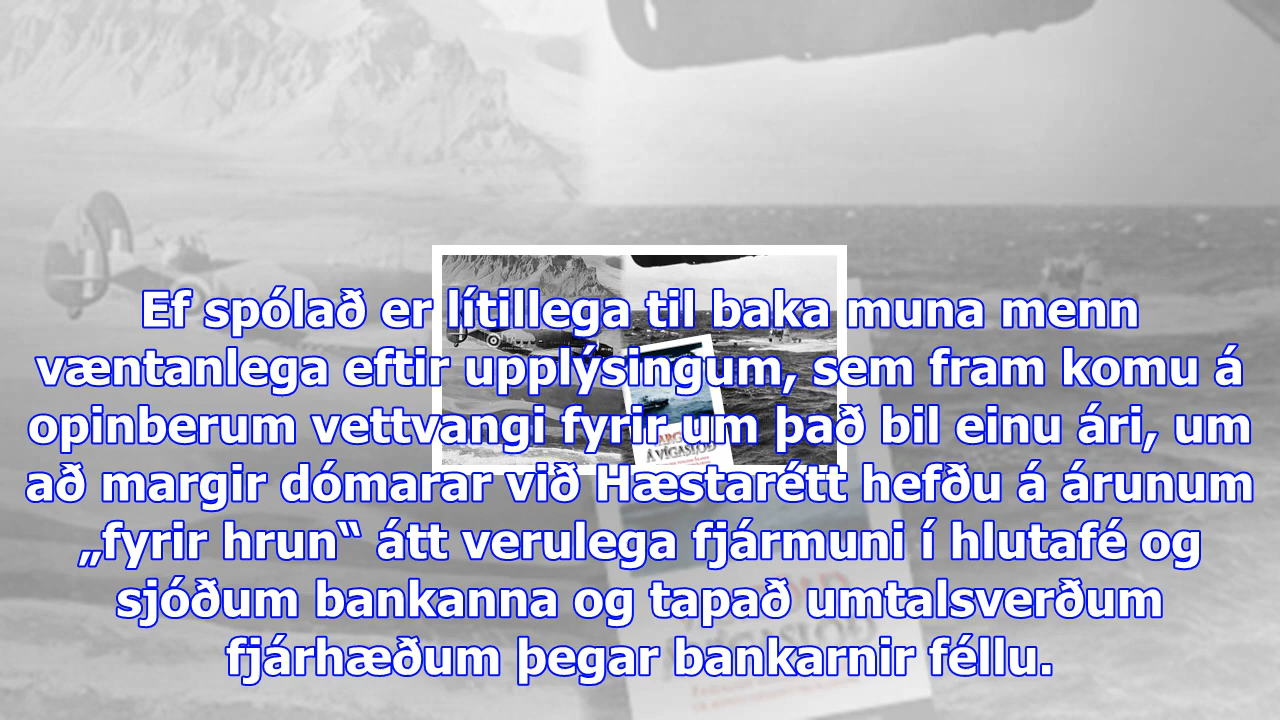 Ef spólað er lítillega til baka muna menn
væntanlega eftir upplýsingum, sem fram komu á
opinberum vettvangi fyrir um það bil einu ári, um
að margir dómarar við Hæstarétt hefðu á árunum
„fyrir hrun“ átt verulega fjármuni í hlutafé og
sjóðum bankanna og tapað umtalsverðum
fjárhæðum þegar bankarnir féllu.
Á VÍGASLÓÐ